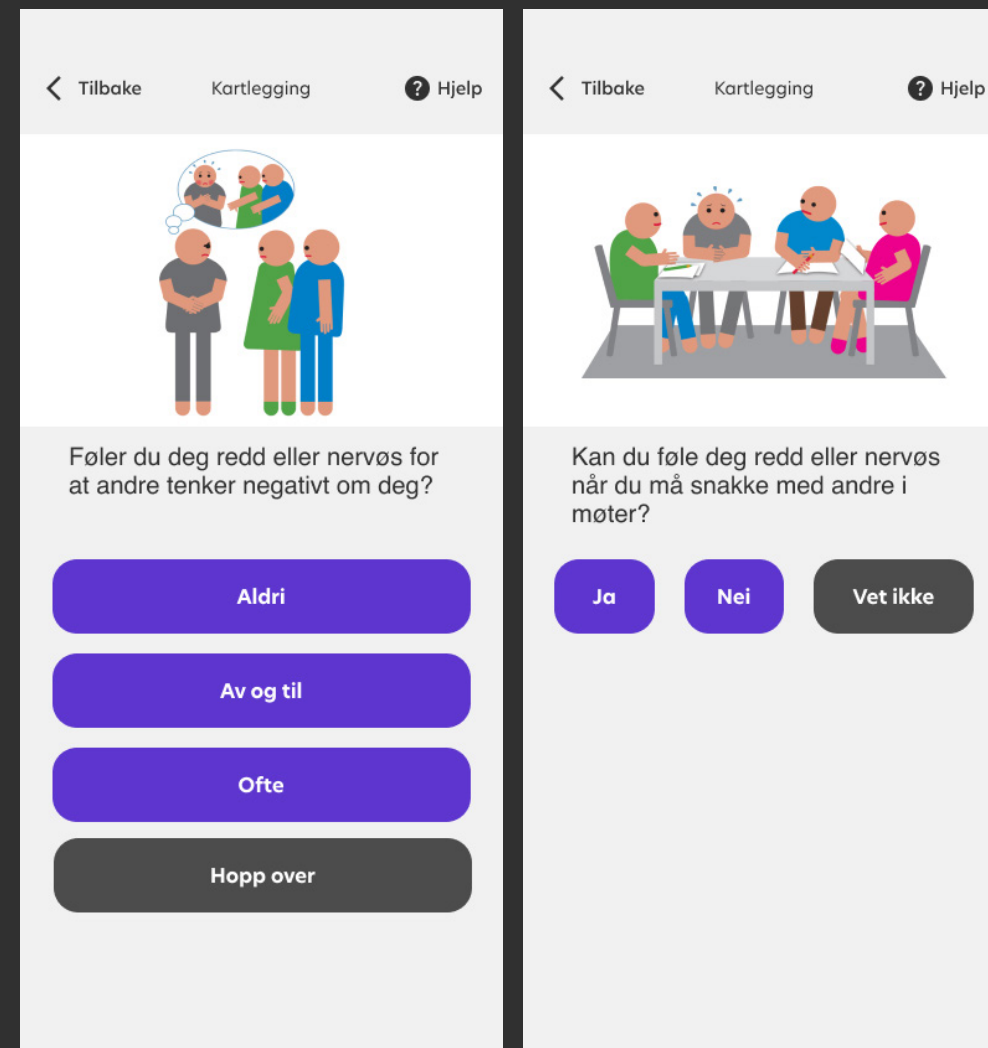 Tilbake Kartlegging ? Hjelp
Føler du deg redd eller nervøs for
at andre tenker negativt om deg?
Aldri
Av og til
Ofte
Hopp over
Tilbake Kartlegging ? Hjelp
Kan du føle deg redd eller nervøs
når du må snakke med andre i
møter?
Ja Nei Vet ikke